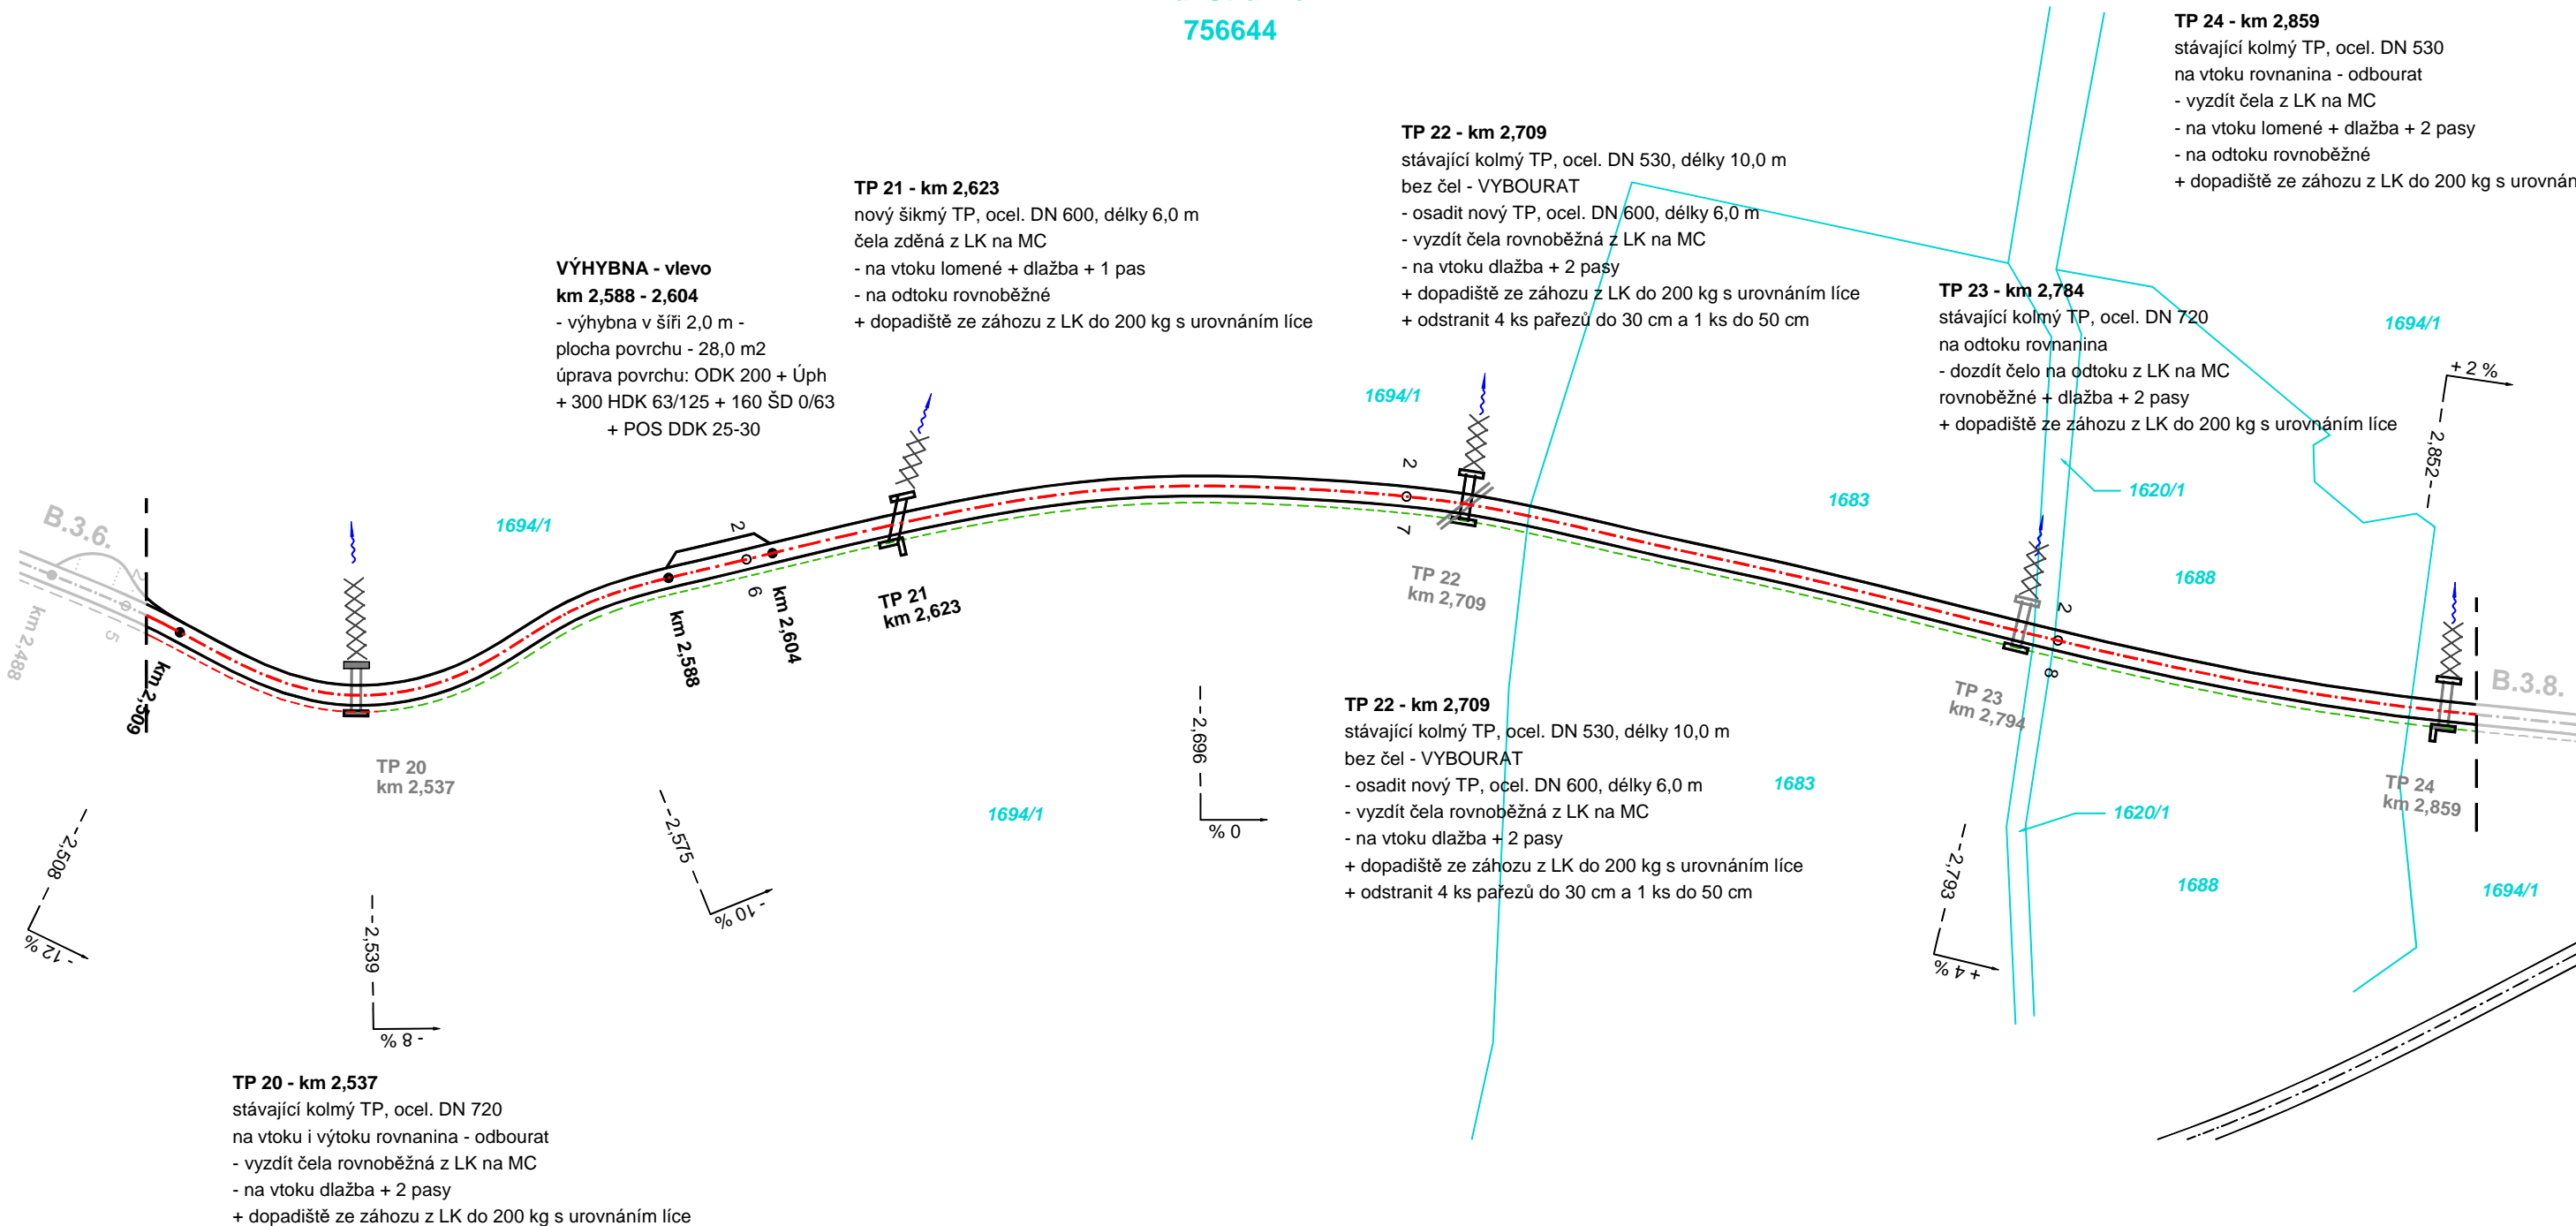 756644
TP 24 - km 2,859
stávající kolmý TP, ocel. DN 530
na vtoku rovnanina - odbourat
- vyzdít čela z LK na MC
- na vtoku lomené + dlažba + 2 pasy
- na odtoku rovnoběžné
+ dopadiště ze záhozu z LK do 200 kg s urovnán
TP 22 - km 2,709
stávající kolmý TP, ocel. DN 530, délky 10,0 m
bez čel - VYBOURAT
- osadit nový TP, ocel. DN 600, délky 6,0 m
- vyzdít čela rovnoběžná z LK na MC
- na vtoku dlažba + 2 pasy
+ dopadiště ze záhozu z LK do 200 kg s urovnáním líce
+ odstranit 4 ks pařezů do 30 cm a 1 ks do 50 cm
TP 21 - km 2,623
nový šikmý TP, ocel. DN 600, délky 6,0 m
čela zděná z LK na MC
- na vtoku lomené + dlažba + 1 pas
- na odtoku rovnoběžné
+ dopadiště ze záhozu z LK do 200 kg s urovnáním líce
VÝHYBNA - vlevo
km 2,588 - 2,604
- výhybna v šíři 2,0 m -
plocha povrchu - 28,0 m2
úprava povrchu: ODK 200 + Úph
+ 300 HDK 63/125 + 160 ŠD 0/63
+ POS DDK 25-30
TP 23 - km 2,784
stávající kolmý TP, ocel. DN 720
na odtoku rovnanina
- dozdít čelo na odtoku z LK na MC
rovnoběžné + dlažba + 2 pasy
+ dopadiště ze záhozu z LK do 200 kg s urovnáním líce
1694/1
+ 2 %
2,852
1694/1
1694/1
1683
1620/1
1688
B.3.6.
2
5
km 2,488
km 2,509
2
6
km 2,588
km 2,604
TP 21
km 2,623
2
7
TP 22
km 2,709
2
8
TP 23
km 2,794
B.3.8.
TP 24
km 2,859
TP 20
km 2,537
2,508
- 12 %
2,539
- 8 %
2,575
- 10 %
2,696
0 %
1694/1
TP 22 - km 2,709
stávající kolmý TP, ocel. DN 530, délky 10,0 m
bez čel - VYBOURAT
- osadit nový TP, ocel. DN 600, délky 6,0 m
- vyzdít čela rovnoběžná z LK na MC
- na vtoku dlažba + 2 pasy
+ dopadiště ze záhozu z LK do 200 kg s urovnáním líce
+ odstranit 4 ks pařezů do 30 cm a 1 ks do 50 cm
1683
2,793
+ 4 %
1620/1
1688
1694/1
TP 20 - km 2,537
stávající kolmý TP, ocel. DN 720
na vtoku i výtoku rovnanina - odbourat
- vyzdít čela rovnoběžná z LK na MC
- na vtoku dlažba + 2 pasy
+ dopadiště ze záhozu z LK do 200 kg s urovnáním líce